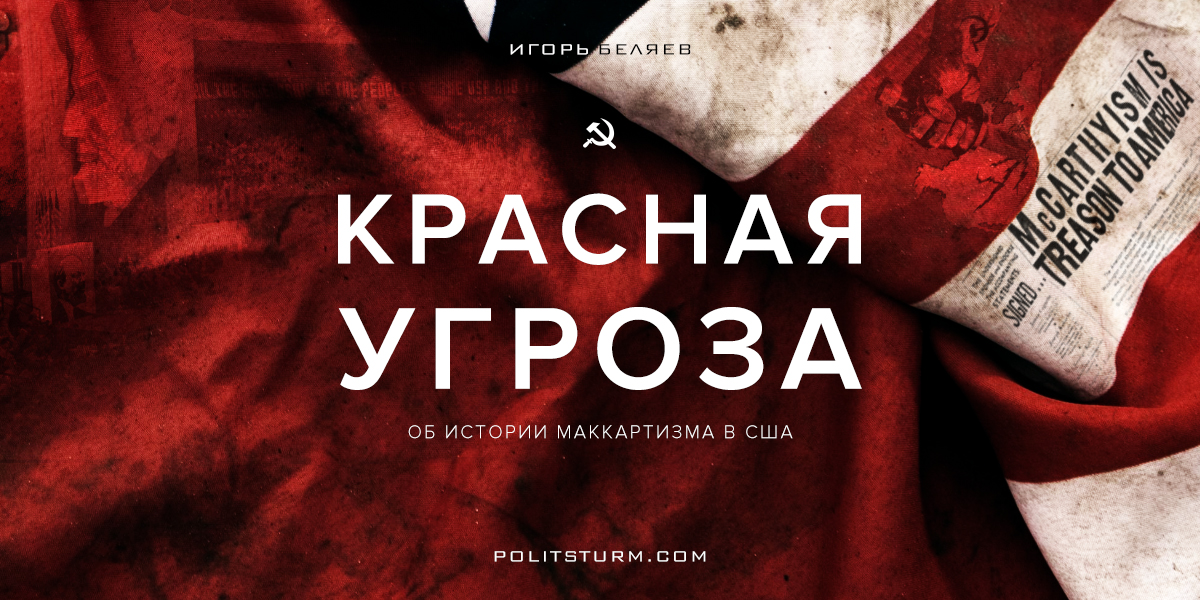 ИГОРЬ БЕЛЯЕВ
КРАСНАЯ
УГРОЗА
ОБ ИСТОРИИ МАККАРТИЗМА В США
POLITSTURM.COM
McCARTHYISM IS
TREASON TO AMERICA
SIGNED...